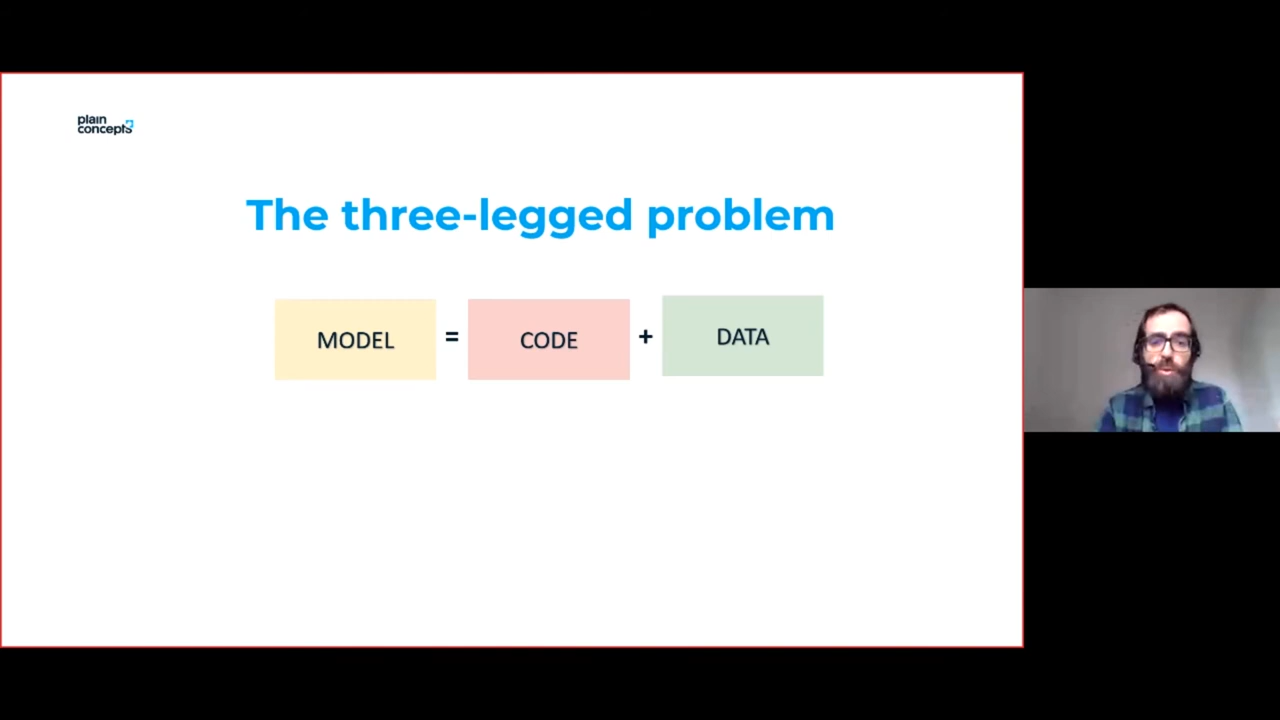 plain
concepts
The three-legged problem
MODEL = CODE + DATA